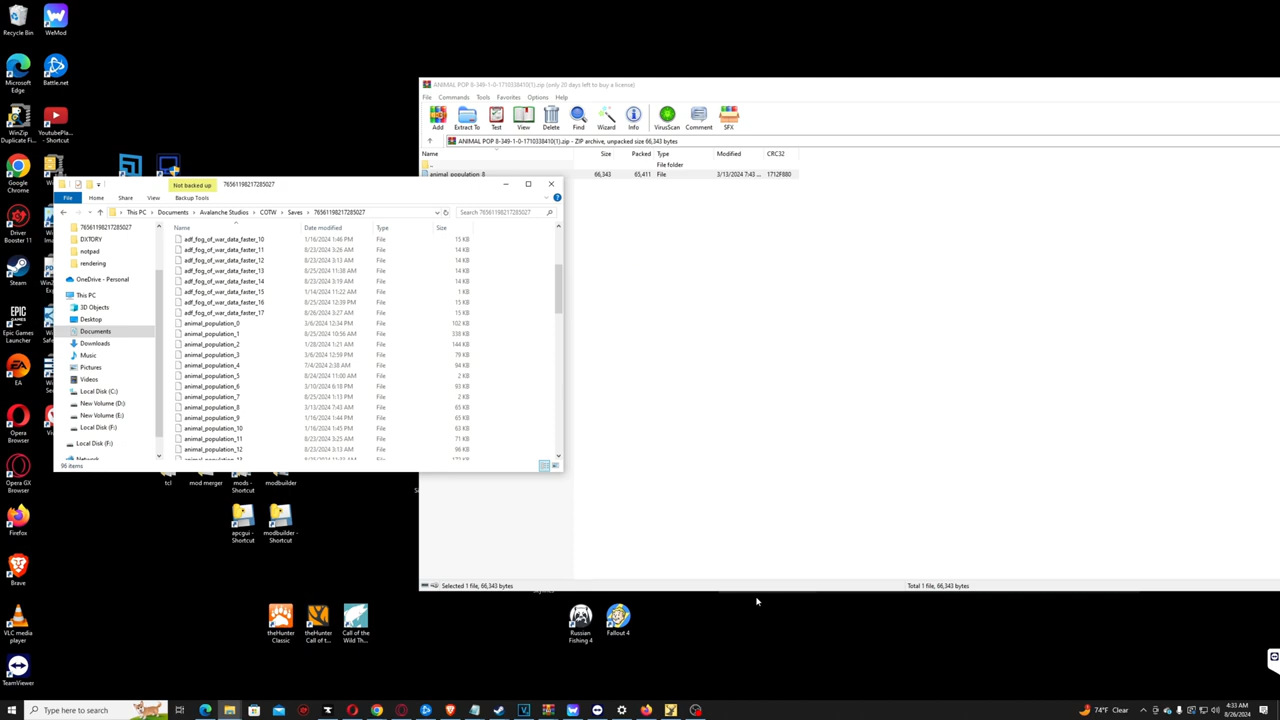 Recycle Bin
WeMod
Microsoft
Edge
Battle.net
WinZip
Duplicate Fi...
YoutubePla...
- Shortcut
Google
Chrome
Driver
Booster 11
Steam
Epic Games
Launcher
EA
Opera
Browser
Opera GX
Browser
Firefox
Brave
VLC media
player
TeamViewer
ANIMAL POP 8-349-1-0-1710338410(1).zip (only 20 days left to buy a license)
File Commands Tools Favorites Options Help
Add Extract To Test View Delete Find Wizard Info VirusScan Comment SFX
ANIMAL POP 8-349-1-0-1710338410(1).zip - ZIP archive, unpacked size 66,343 bytes
Name Size Packed Type Modified CRC32
.. File folder
animal_population_8 66,343 65,411 File 3/13/2024 7:43 ... 1712F880
Selected 1 file, 66,343 bytes Total 1 file, 66,343 bytes
Not backed up 76561198217285027
File Home Share View Backup Tools
This PC > Documents > Avalanche Studios > COTW > Saves > 76561198217285027
Search 76561198217285027
76561198217285027
DXTORY
notpad
rendering
OneDrive - Personal
This PC
3D Objects
Desktop
Documents
Downloads
Music
Pictures
Videos
Local Disk (C:)
New Volume (D:)
New Volume (E:)
Local Disk (F:)
Local Disk (F:)
Network
Name Date modified Type Size
adf_fog_of_war_data_faster_10 1/16/2024 1:46 PM File 15 KB
adf_fog_of_war_data_faster_11 8/23/2024 3:26 AM File 14 KB
adf_fog_of_war_data_faster_12 8/23/2024 3:13 AM File 14 KB
adf_fog_of_war_data_faster_13 8/25/2024 11:38 AM File 14 KB
adf_fog_of_war_data_faster_14 8/23/2024 3:19 AM File 14 KB
adf_fog_of_war_data_faster_15 1/14/2024 11:22 AM File 1 KB
adf_fog_of_war_data_faster_16 8/25/2024 12:39 PM File 15 KB
adf_fog_of_war_data_faster_17 8/26/2024 3:27 AM File 15 KB
animal_population_0 3/6/2024 12:34 PM File 102 KB
animal_population_1 8/25/2024 10:56 AM File 338 KB
animal_population_2 1/28/2024 1:21 AM File 144 KB
animal_population_3 3/6/2024 12:59 PM File 79 KB
animal_population_4 7/4/2024 2:38 AM File 94 KB
animal_population_5 8/24/2024 11:00 AM File 2 KB
animal_population_6 3/10/2024 6:18 PM File 93 KB
animal_population_7 8/25/2024 1:13 PM File 2 KB
animal_population_8 3/13/2024 7:43 AM File 65 KB
animal_population_9 1/16/2024 1:44 PM File 65 KB
animal_population_10 1/16/2024 1:45 PM File 63 KB
animal_population_11 8/23/2024 3:25 AM File 71 KB
animal_population_12 8/23/2024 3:13 AM File 96 KB
96 items
tcl
mod merger
mods -
Shortcut
modbuilder
apcgui -
Shortcut
modbuilder -
Shortcut
theHunter
Classic
theHunter
Call of t...
Call of the
Wild Th...
Russian
Fishing 4
Fallout 4
Type here to search
74°F Clear
4:33 AM
8/26/2024